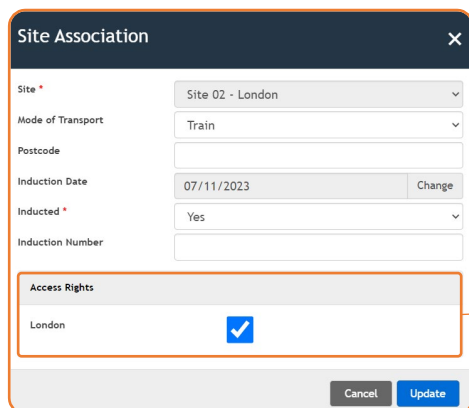 Site Association
Site * Site 02 - London
Mode of Transport Train
Postcode
Induction Date 07/11/2023 Change
Inducted * Yes
Induction Number
Access Rights
London
Cancel Update